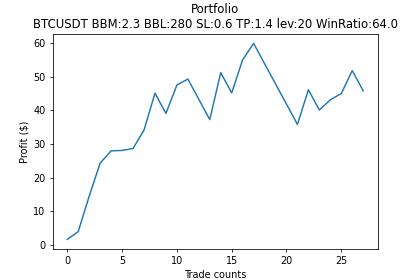 Portfolio
BTCUSDT BBM:2.3 BBL:280 SL:0.6 TP:1.4 lev:20 WinRatio:64.0
60
50
40
30
20
10
0
Profit ($)
0 5 10 15 20 25
Trade counts